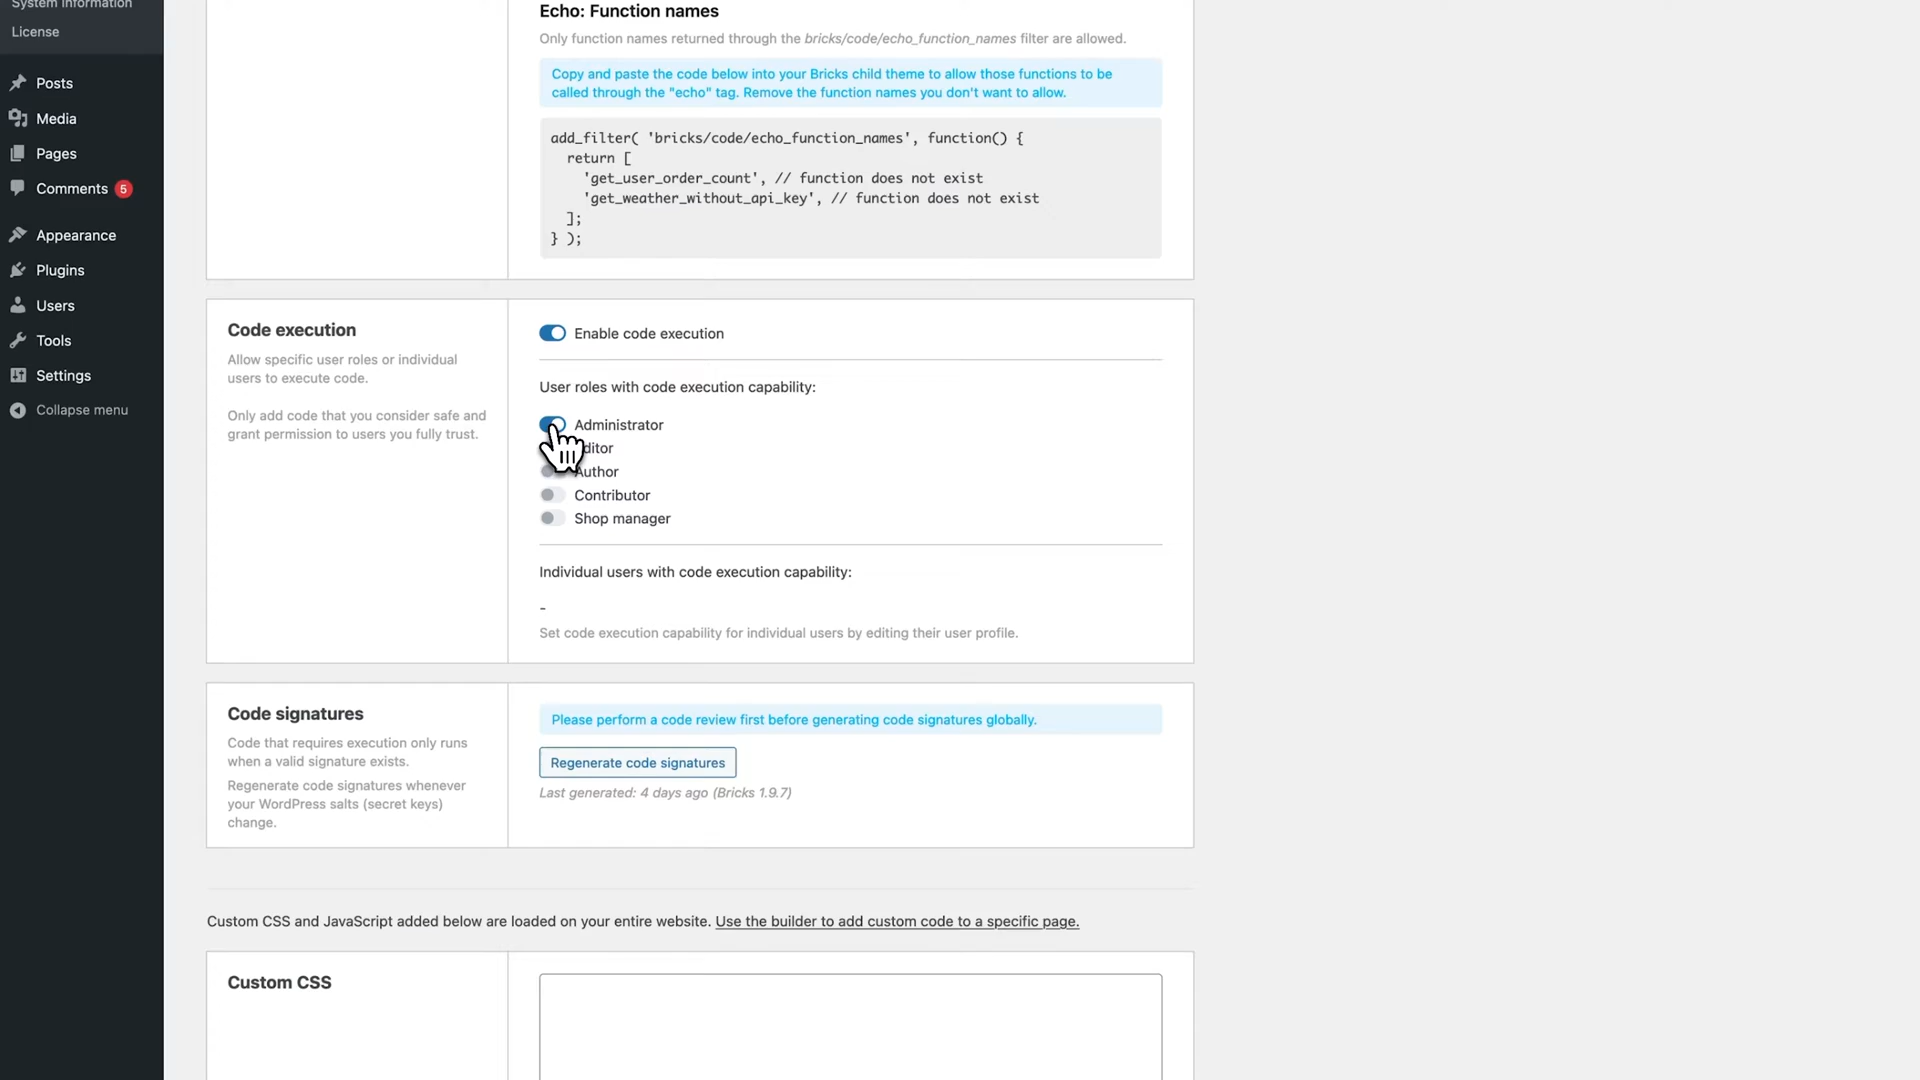 System Information
License
Posts
Media
Pages
Comments 5
Appearance
Plugins
Users
Tools
Settings
Collapse menu
Echo: Function names
Only function names returned through the bricks/code/echo_function_names filter are allowed.
Copy and paste the code below into your Bricks child theme to allow those functions to be
called through the "echo" tag. Remove the function names you don't want to allow.
add_filter( 'bricks/code/echo_function_names', function() {
  return [
    'get_user_order_count', // function does not exist
    'get_weather_without_api_key', // function does not exist
  ];
} );
Code execution
Allow specific user roles or individual
users to execute code.
Only add code that you consider safe and
grant permission to users you fully trust.
Enable code execution
User roles with code execution capability:
Administrator
ditor
Author
Contributor
Shop manager
Individual users with code execution capability:
-
Set code execution capability for individual users by editing their user profile.
Code signatures
Code that requires execution only runs
when a valid signature exists.
Regenerate code signatures whenever
your WordPress salts (secret keys)
change.
Please perform a code review first before generating code signatures globally.
Regenerate code signatures
Last generated: 4 days ago (Bricks 1.9.7)
Custom CSS and JavaScript added below are loaded on your entire website. Use the builder to add custom code to a specific page.
Custom CSS